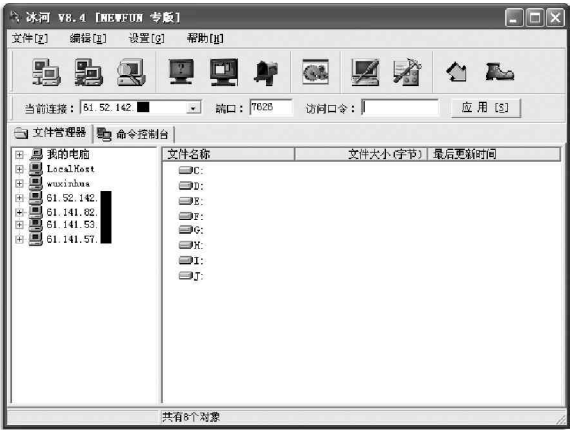 冰河 V8.4 [NEWFUN 专版]
文件[F] 编辑[E] 设置[O] 帮助[H]
当前连接： 61.52.142. 端口： 7626 访问口令： 应用 [S]
文件管理器 命令控制台
我的电脑
LocalHost
wuxinhua
61.52.142.
61.141.82.
61.141.53.
61.141.57.
文件名称 文件大小(字节) 最后更新时间
C:
D:
E:
F:
G:
H:
I:
J:
共有8个对象